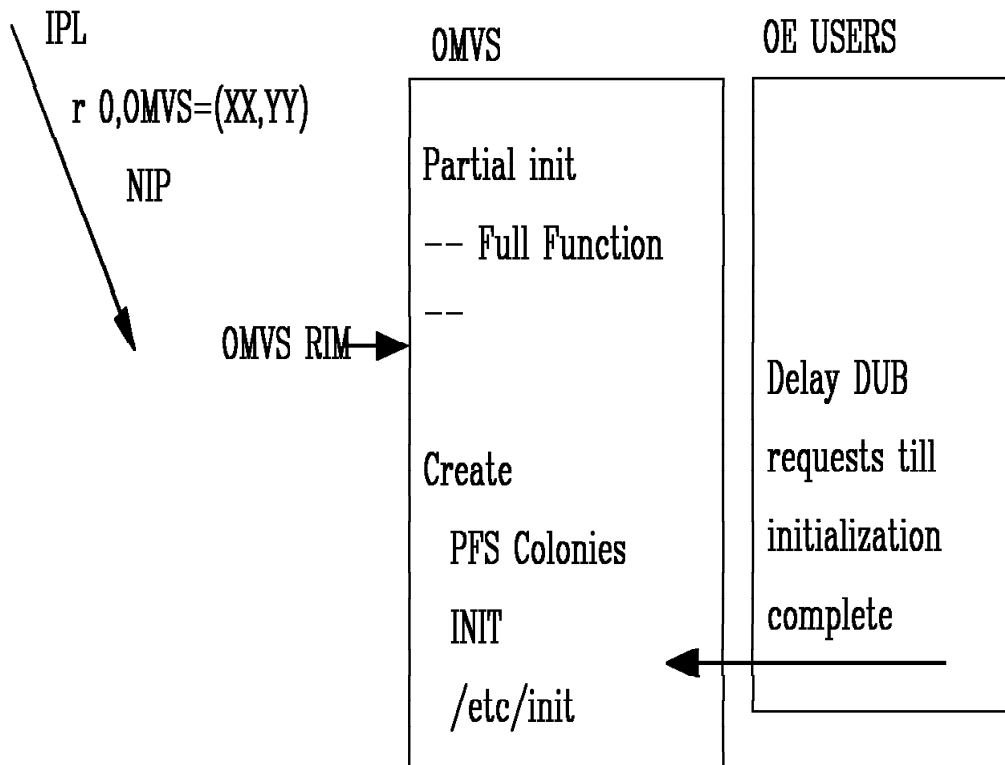 IPL
r 0,OMVS=(XX,YY)
NIP
OMVS RIM
OMVS
Partial init
-- Full Function
--
Create
PFS Colonies
INIT
/etc/init
OE USERS
Delay DUB
requests till
initialization
complete